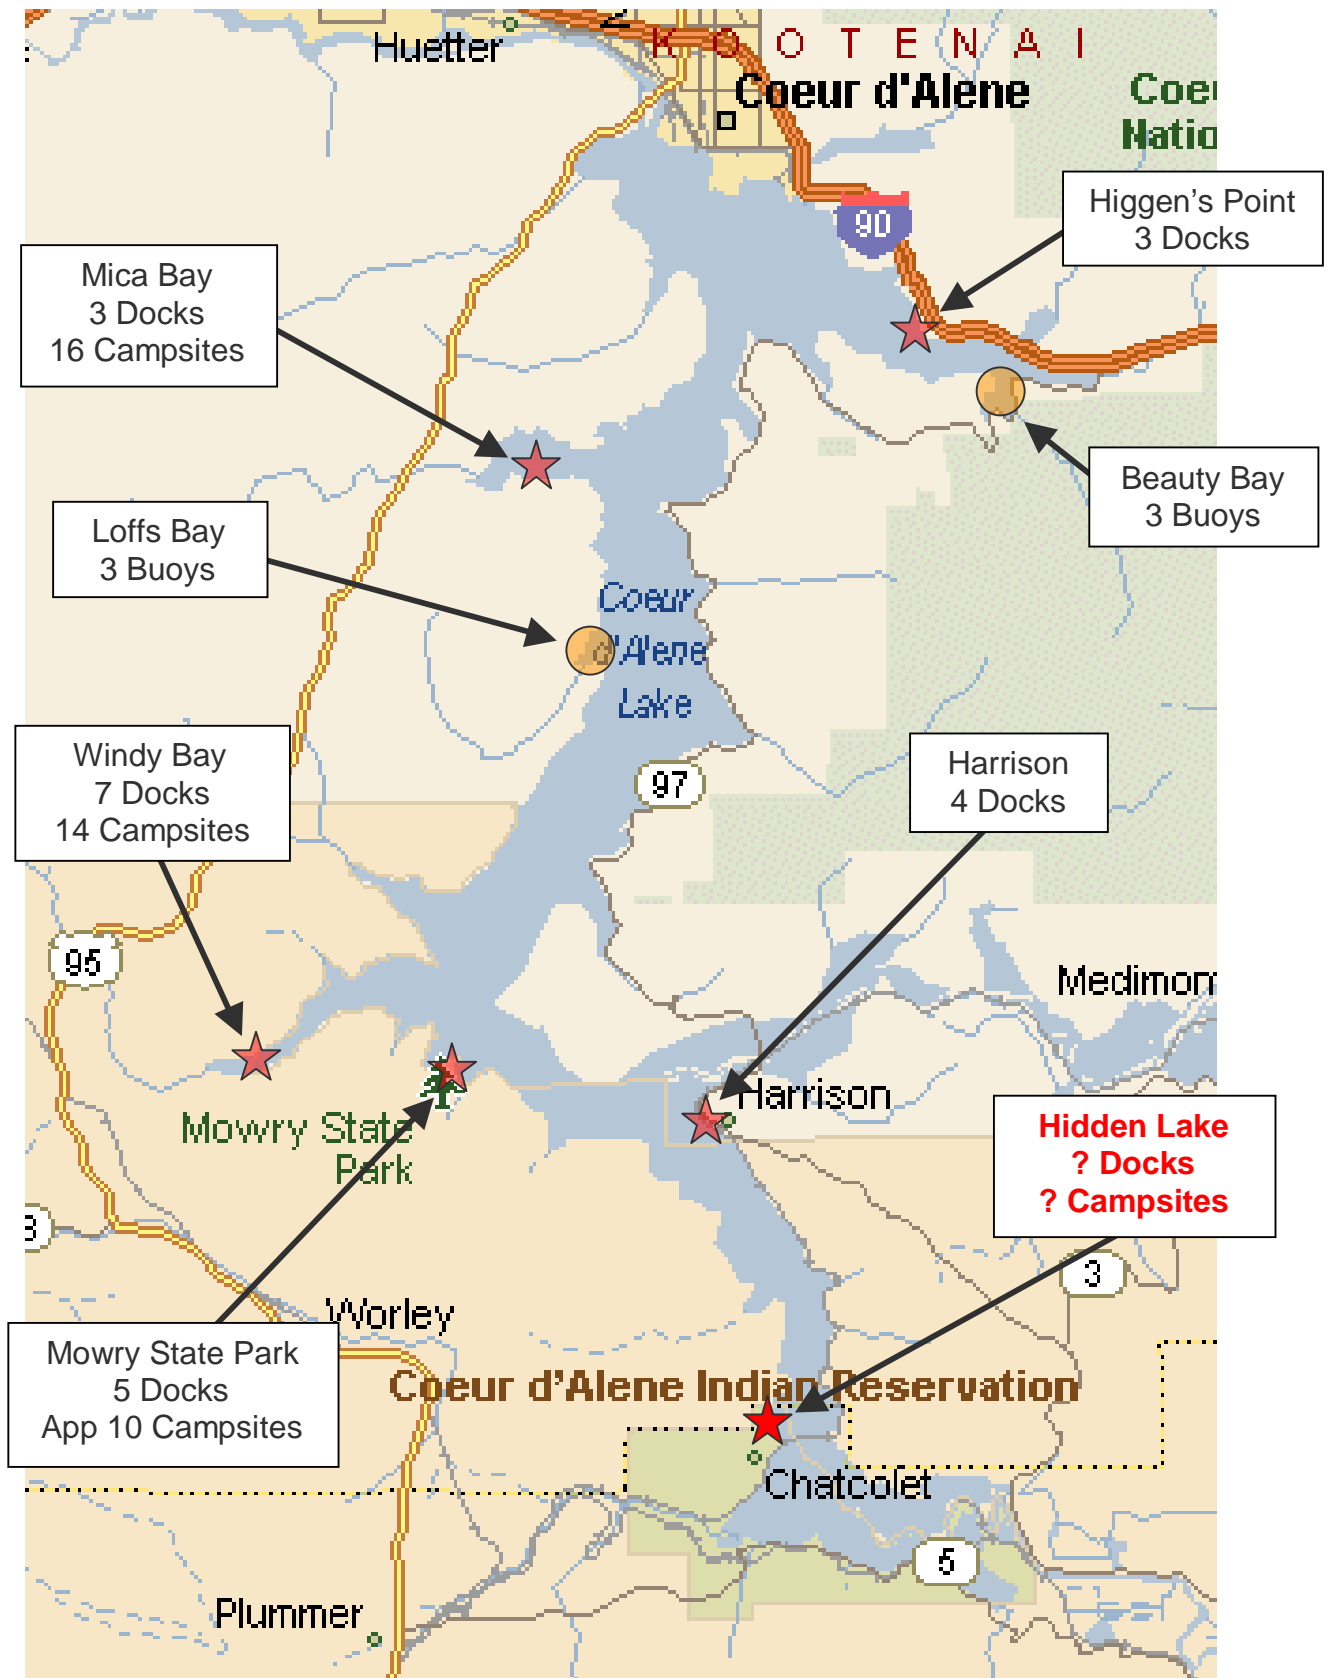 Huetter
K O O T E N A I
Coeur d'Alene
Coeu
Natio
90
Higgen's Point
3 Docks
Mica Bay
3 Docks
16 Campsites
Beauty Bay
3 Buoys
Loffs Bay
3 Buoys
Coeur
d'Alene
Lake
Windy Bay
7 Docks
14 Campsites
97
Harrison
4 Docks
95
Medimon
Harrison
Mowry State
Park
Hidden Lake
? Docks
? Campsites
3
Worley
Mowry State Park
5 Docks
App 10 Campsites
Coeur d'Alene Indian Reservation
Chatcolet
5
Plummer